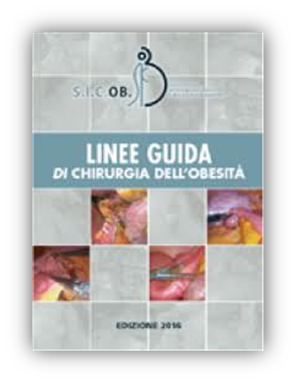 S.I.C.OB.
LINEE GUIDA
DI CHIRURGIA DELL'OBESITÀ
EDIZIONE 2016